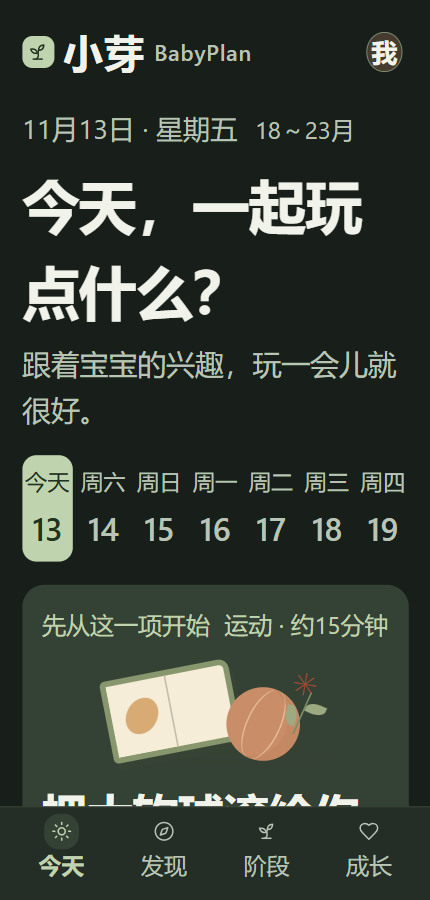 小芽 BabyPlan 我
11月13日 · 星期五 18～23月
今天，一起玩
点什么？
跟着宝宝的兴趣，玩一会儿就
很好。
今天 周六 周日 周一 周二 周三 周四
13 14 15 16 17 18 19
先从这一项开始 运动 · 约15分钟
今天 发现 阶段 成长